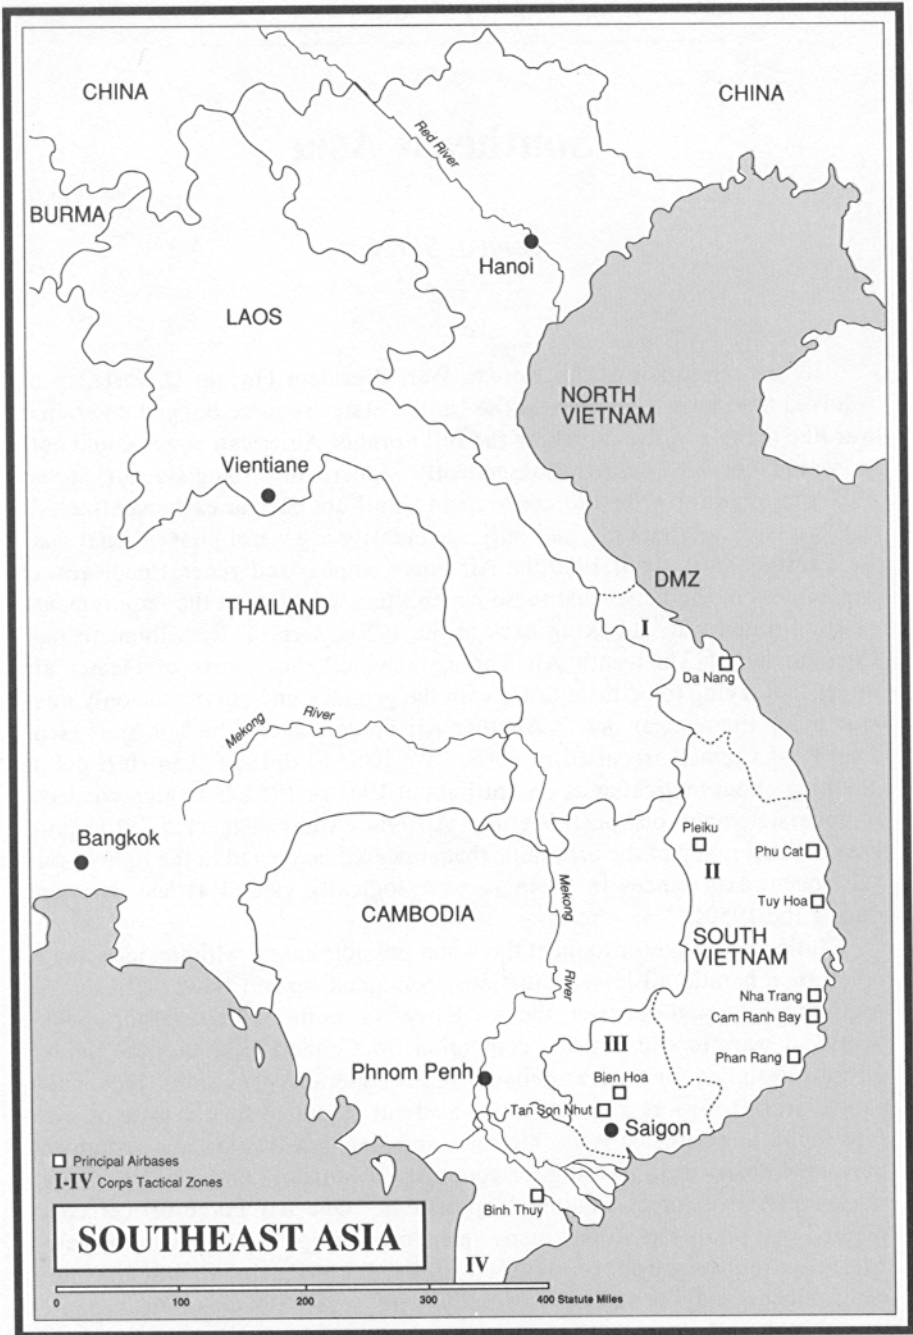 CHINA
CHINA
Red River
BURMA
Hanoi
LAOS
NORTH
VIETNAM
Vientiane
DMZ
THAILAND
I
Da Nang
Mekong River
Pleiku
Phu Cat
Bangkok
II
Tuy Hoa
CAMBODIA
Mekong River
SOUTH
VIETNAM
Nha Trang
Cam Ranh Bay
III
Phan Rang
Phnom Penh
Bien Hoa
Tan Son Nhut
Saigon
Principal Airbases
I-IV Corps Tactical Zones
Binh Thuy
SOUTHEAST ASIA
IV
0 100 200 300 400 Statute Miles